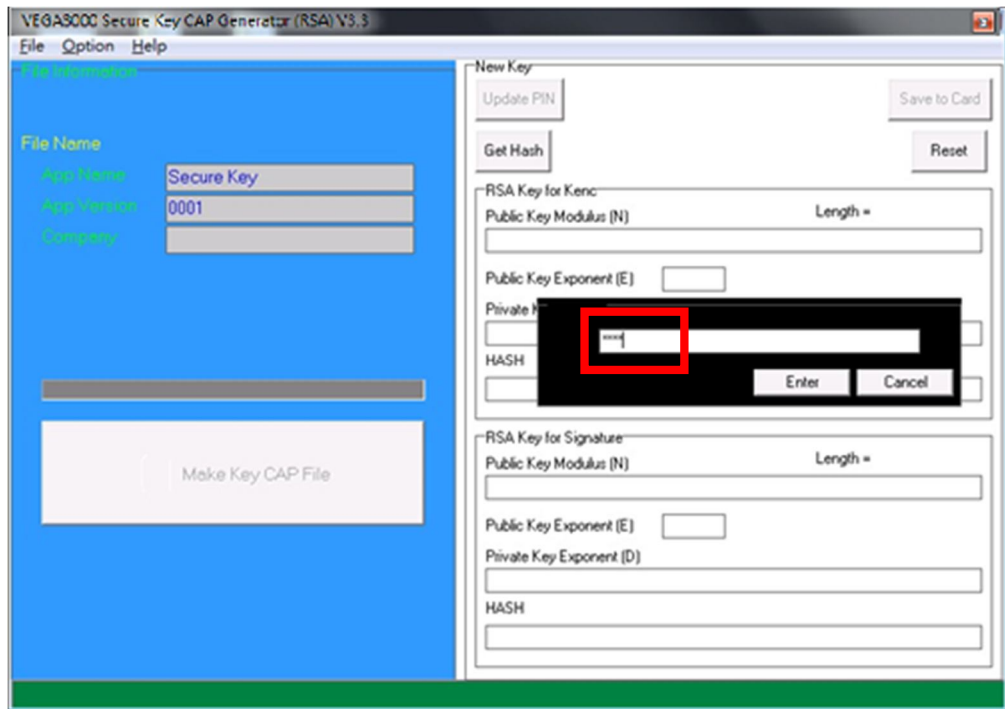 VEGA3000 Secure Key CAP Generator (RSA) V3.3
File Option Help
File Information
File Name
App Name Secure Key
App Version 0001
Company
Make Key CAP File
New Key
Update PIN Save to Card
Get Hash Reset
RSA Key for Kenc
Public Key Modulus (N) Length =
Public Key Exponent (E)
Private
HASH
****
Enter Cancel
RSA Key for Signature
Public Key Modulus (N) Length =
Public Key Exponent (E)
Private Key Exponent (D)
HASH